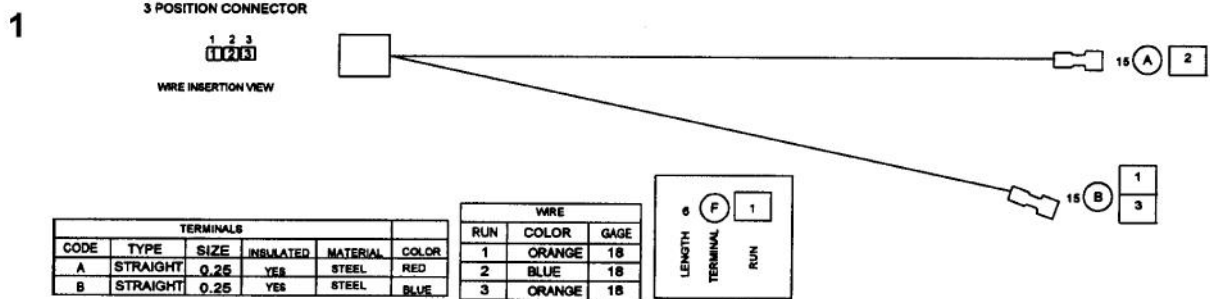 1
3 POSITION CONNECTOR
1 2 3
1 2 3
WIRE INSERTION VIEW
15 A 2
15 B 1 3
TERMINALS
CODE TYPE SIZE INSULATED MATERIAL COLOR
A STRAIGHT 0.25 YES STEEL RED
B STRAIGHT 0.25 YES STEEL BLUE
WIRE
RUN COLOR GAGE
1 ORANGE 18
2 BLUE 18
3 ORANGE 18
6 F 1
LENGTH TERMINAL RUN